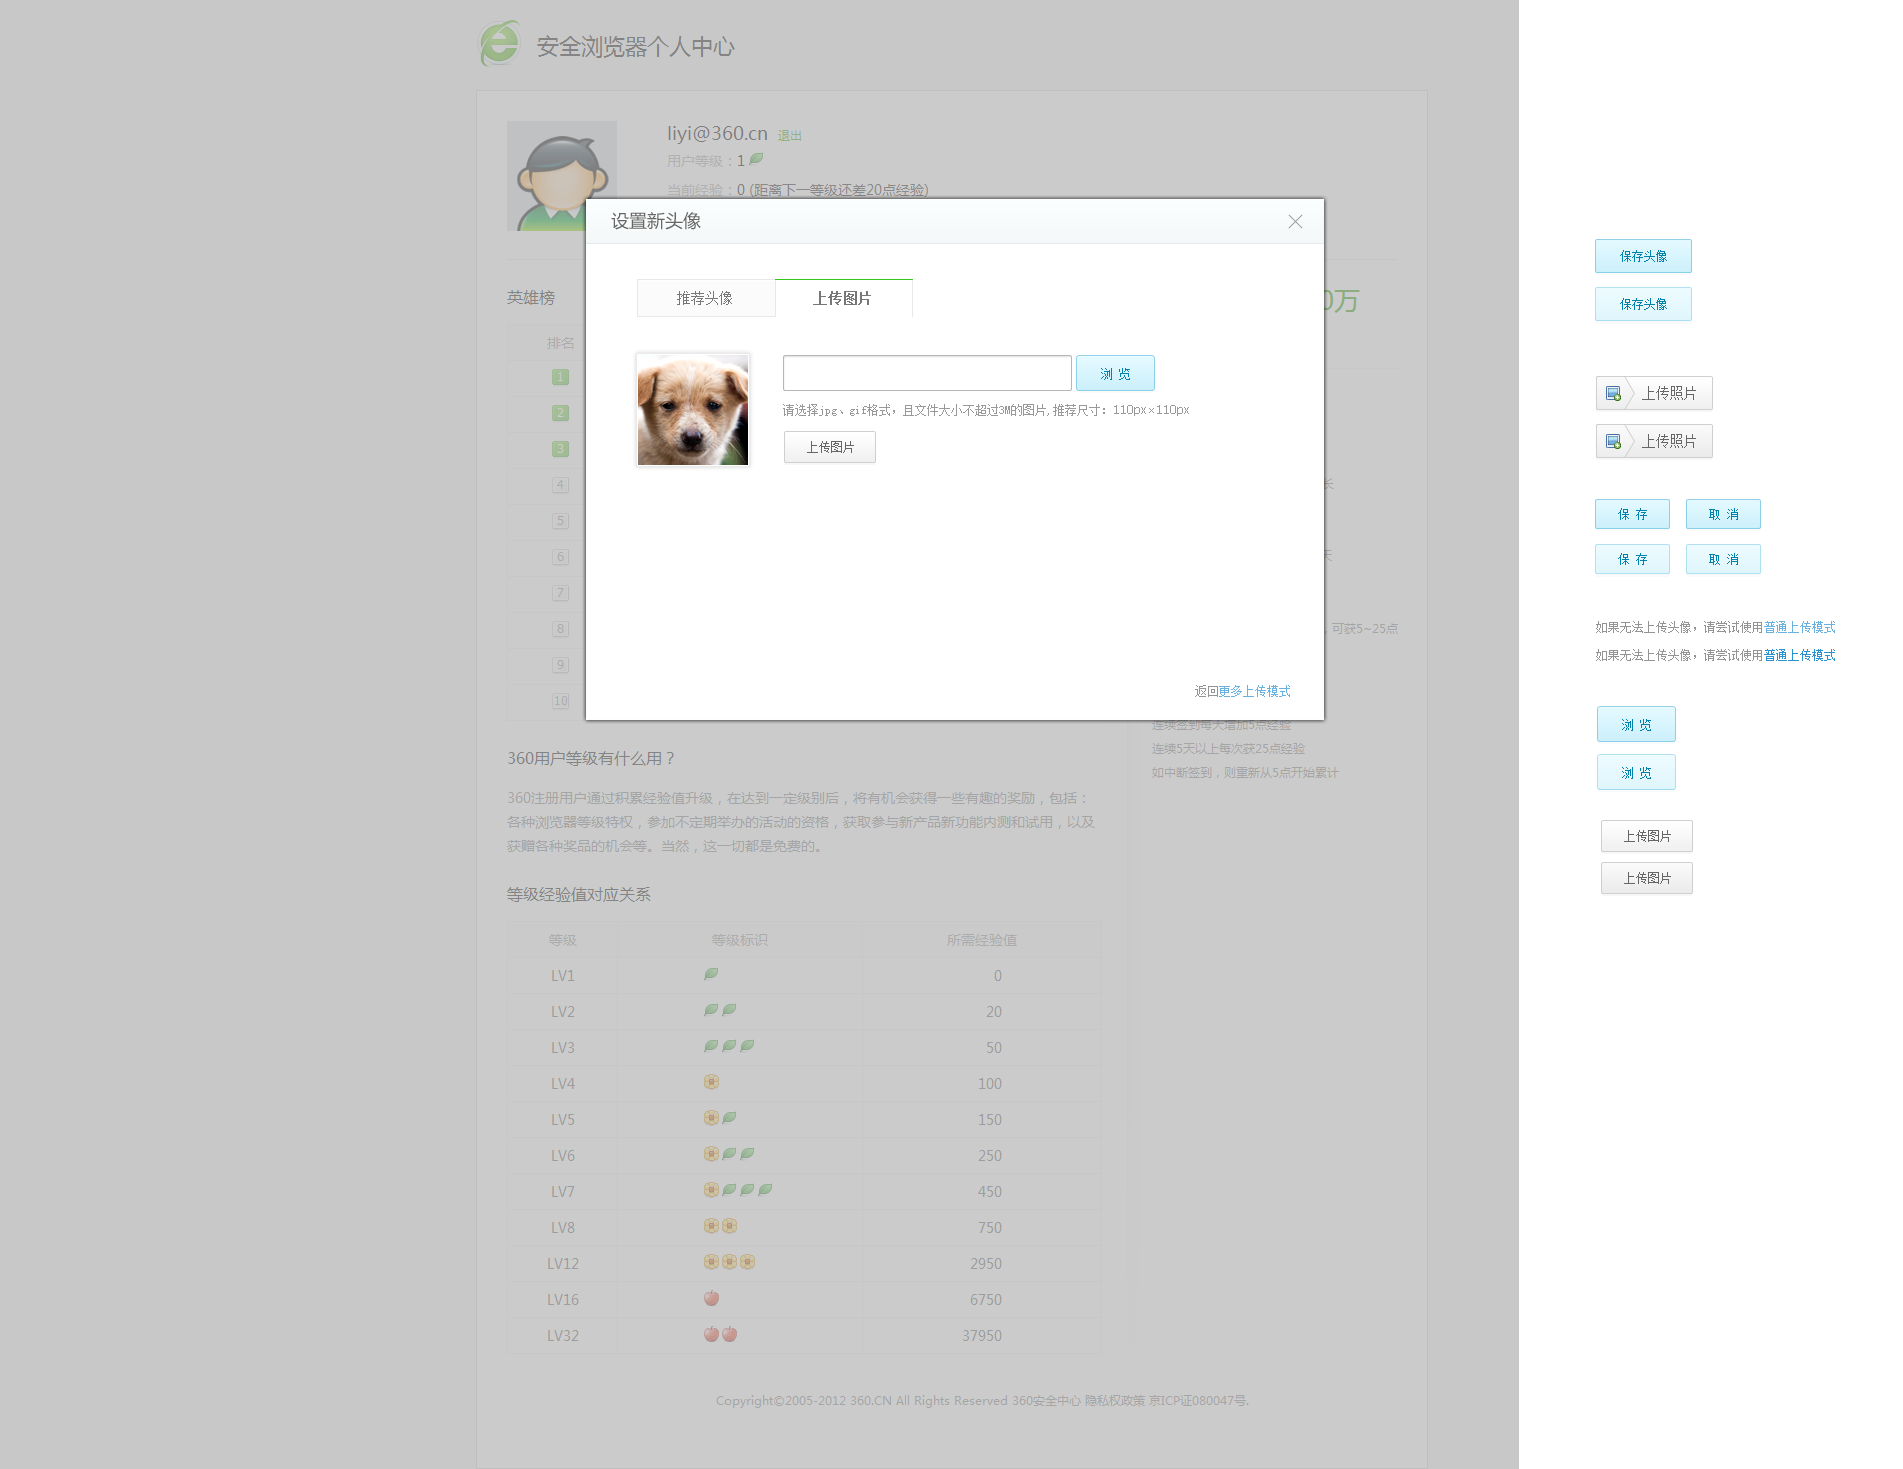 安全浏览器个人中心
liyi@360.cn 退出
用户等级：1
当前经验：0 (距离下一等级还差20点经验)
设置新头像
推荐头像 上传图片
浏 览
请选择jpg、gif格式，且文件大小不超过3M的图片,推荐尺寸：110px×110px
上传图片
返回更多上传模式
英雄榜
0万
排名
1
2
3
4
5
6
7
8
9
10
长
天
可获5~25点
连续签到每天增加5点经验
连续5天以上每次获25点经验
如中断签到，则重新从5点开始累计
360用户等级有什么用？
360注册用户通过积累经验值升级，在达到一定级别后，将有机会获得一些有趣的奖励，包括：
各种浏览器等级特权，参加不定期举办的活动的资格，获取参与新产品新功能内测和试用，以及
获赠各种奖品的机会等。当然，这一切都是免费的。
等级经验值对应关系
等级 等级标识 所需经验值
LV1 0
LV2 20
LV3 50
LV4 100
LV5 150
LV6 250
LV7 450
LV8 750
LV12 2950
LV16 6750
LV32 37950
Copyright©2005-2012 360.CN All Rights Reserved 360安全中心 隐私权政策 京ICP证080047号.
保存头像
保存头像
上传照片
上传照片
保 存 取 消
保 存 取 消
如果无法上传头像，请尝试使用普通上传模式
如果无法上传头像，请尝试使用普通上传模式
浏 览
浏 览
上传图片
上传图片